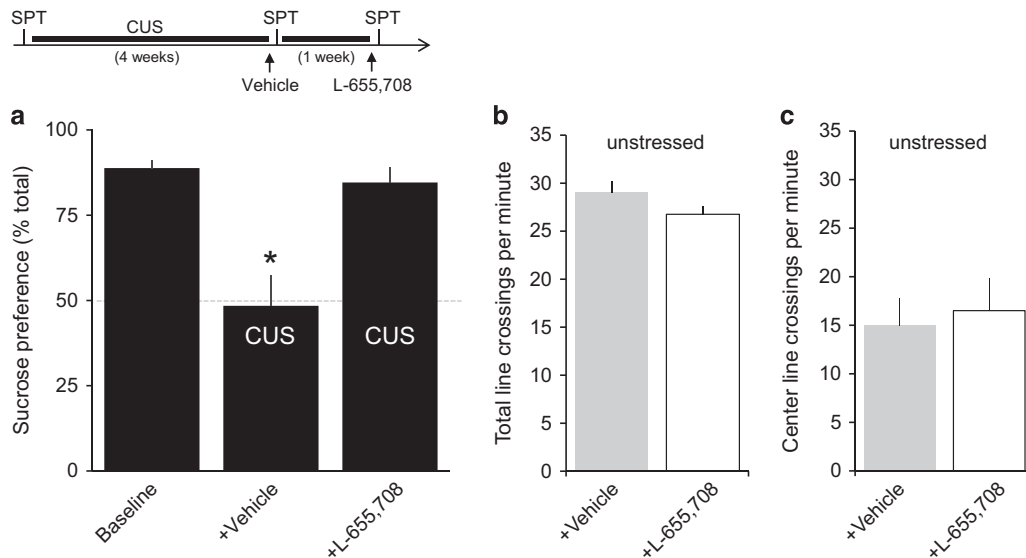 SPT SPT SPT
CUS
(4 weeks) (1 week)
Vehicle L-655,708
a
Sucrose preference (% total)
100
75
50
25
0
*
CUS CUS
Baseline
+Vehicle
+L-655,708
b
Total line crossings per minute
35
30
25
20
15
10
5
0
unstressed
+Vehicle
+L-655,708
c
Center line crossings per minute
35
30
25
20
15
10
5
0
unstressed
+Vehicle
+L-655,708